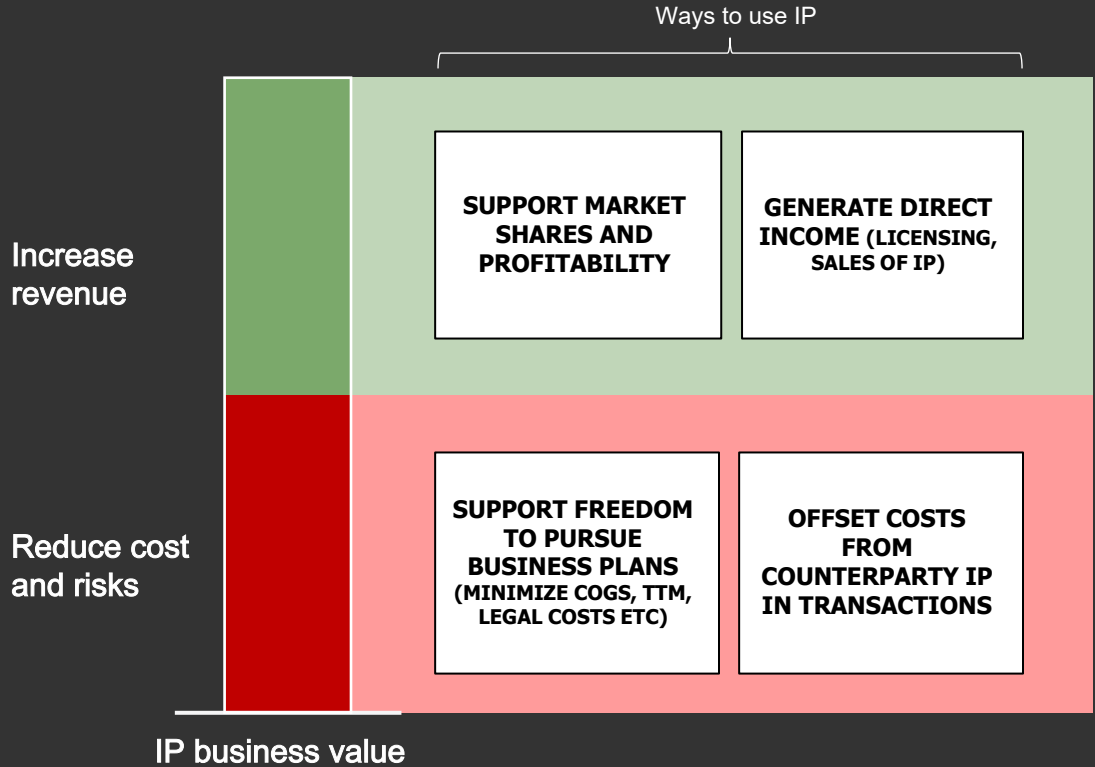 Ways to use IP
Increase
revenue
SUPPORT MARKET
SHARES AND
PROFITABILITY
GENERATE DIRECT
INCOME (LICENSING,
SALES OF IP)
Reduce cost
and risks
SUPPORT FREEDOM
TO PURSUE
BUSINESS PLANS
(MINIMIZE COGS, TTM,
LEGAL COSTS ETC)
OFFSET COSTS
FROM
COUNTERPARTY IP
IN TRANSACTIONS
IP business value